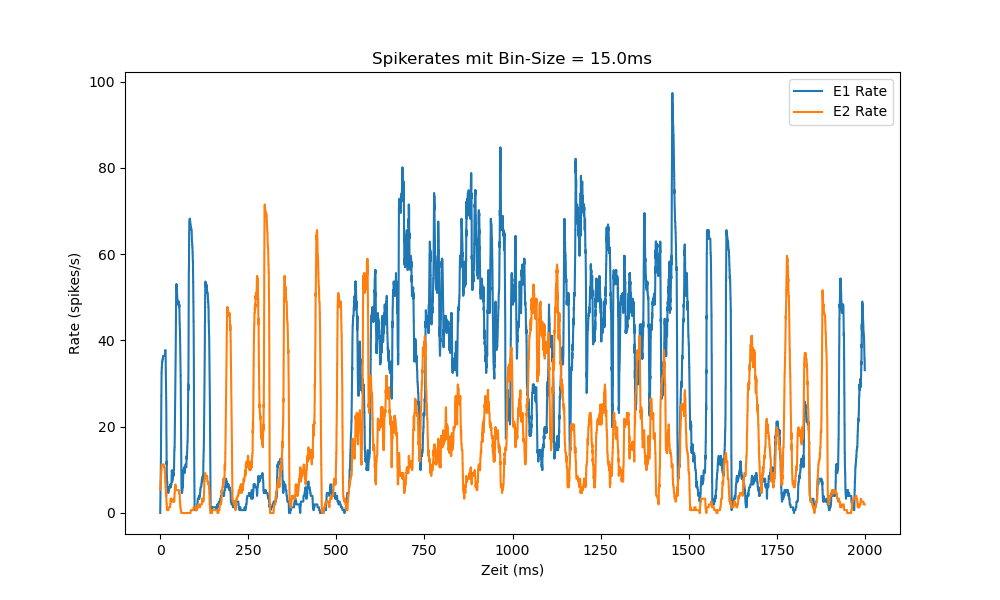 Spikerates mit Bin-Size = 15.0ms
100
80
60
40
20
0
Rate (spikes/s)
E1 Rate
E2 Rate
0 250 500 750 1000 1250 1500 1750 2000
Zeit (ms)